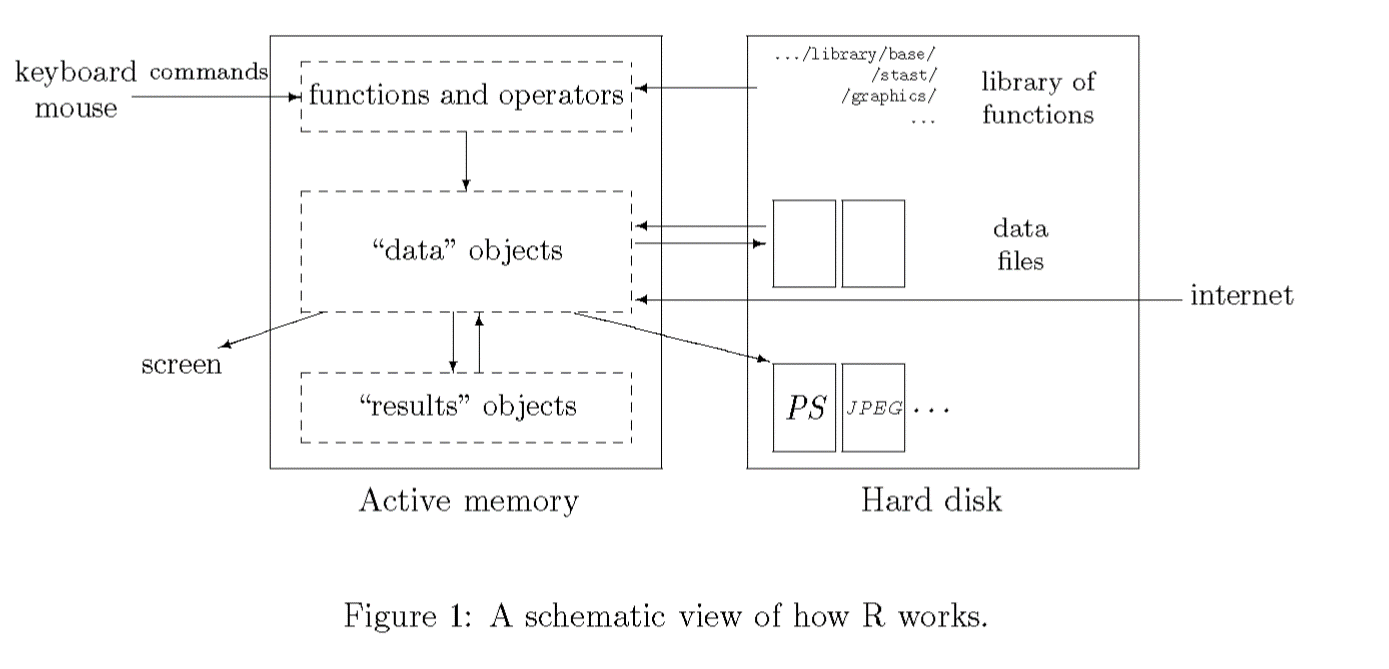 keyboard
mouse
commands
functions and operators
.../library/base/
/stast/
/graphics/
...
library of
functions
“data” objects
data
files
internet
screen
“results” objects
PS
JPEG
...
Active memory
Hard disk
Figure 1: A schematic view of how R works.